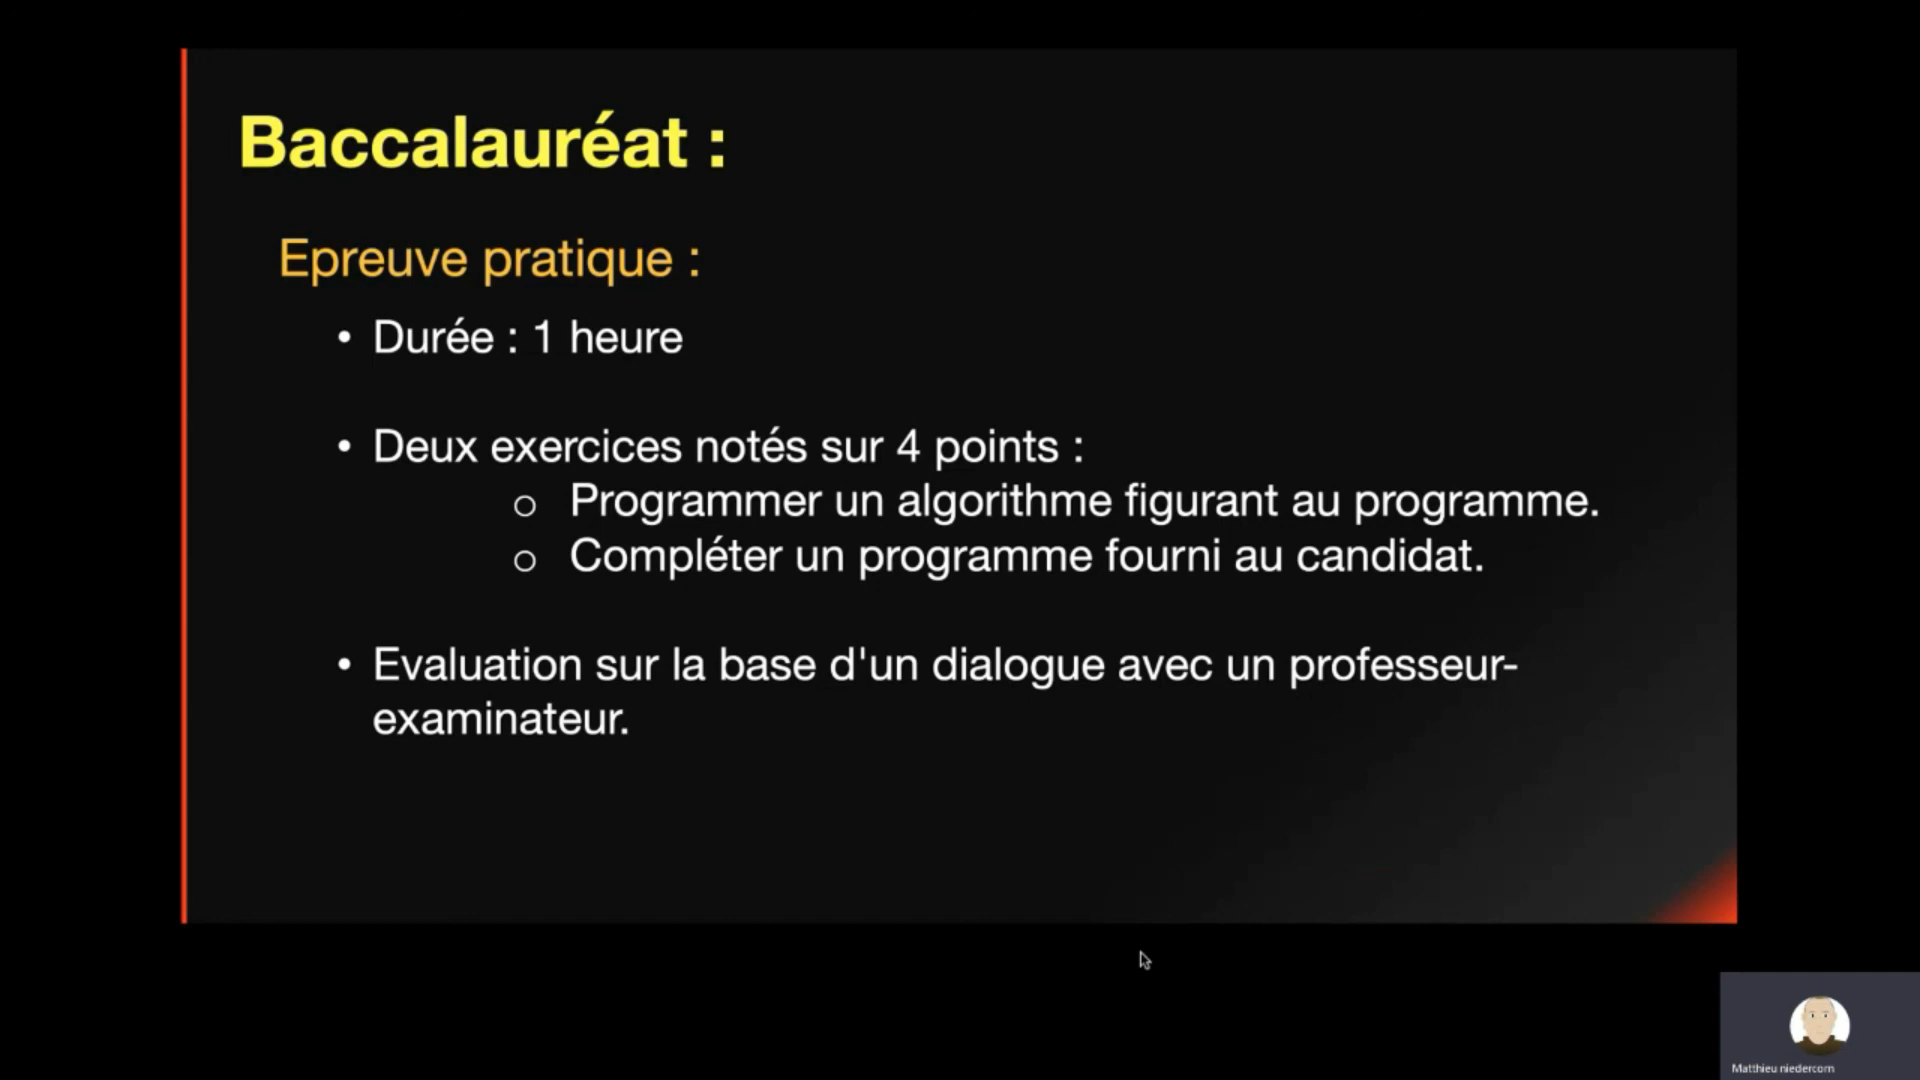 Baccalauréat :
Epreuve pratique :
• Durée : 1 heure
• Deux exercices notés sur 4 points :
o Programmer un algorithme figurant au programme.
o Compléter un programme fourni au candidat.
• Evaluation sur la base d'un dialogue avec un professeur-
examinateur.
Matthieu niedercorn